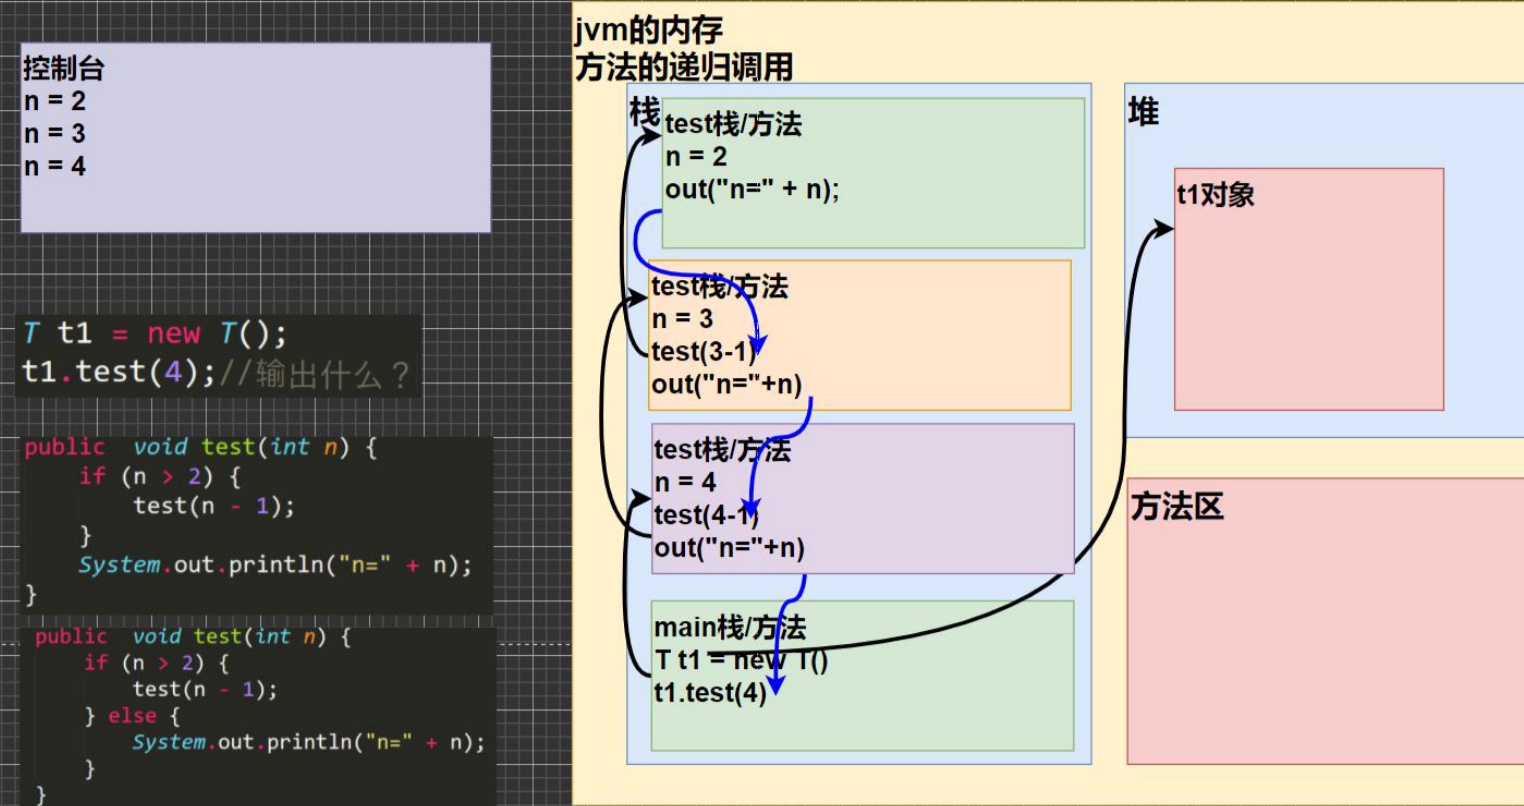 控制台
n = 2
n = 3
n = 4
T t1 = new T();
t1.test(4);//输出什么？
public  void test(int n) {
    if (n > 2) {
        test(n - 1);
    }
    System.out.println("n=" + n);
}
public  void test(int n) {
    if (n > 2) {
        test(n - 1);
    } else {
        System.out.println("n=" + n);
    }
}
jvm的内存
方法的递归调用
栈
test栈/方法
n = 2
out("n=" + n);
test栈/方法
n = 3
test(3-1)
out("n="+n)
test栈/方法
n = 4
test(4-1)
out("n="+n)
main栈/方法
T t1 = new T()
t1.test(4)
堆
t1对象
方法区